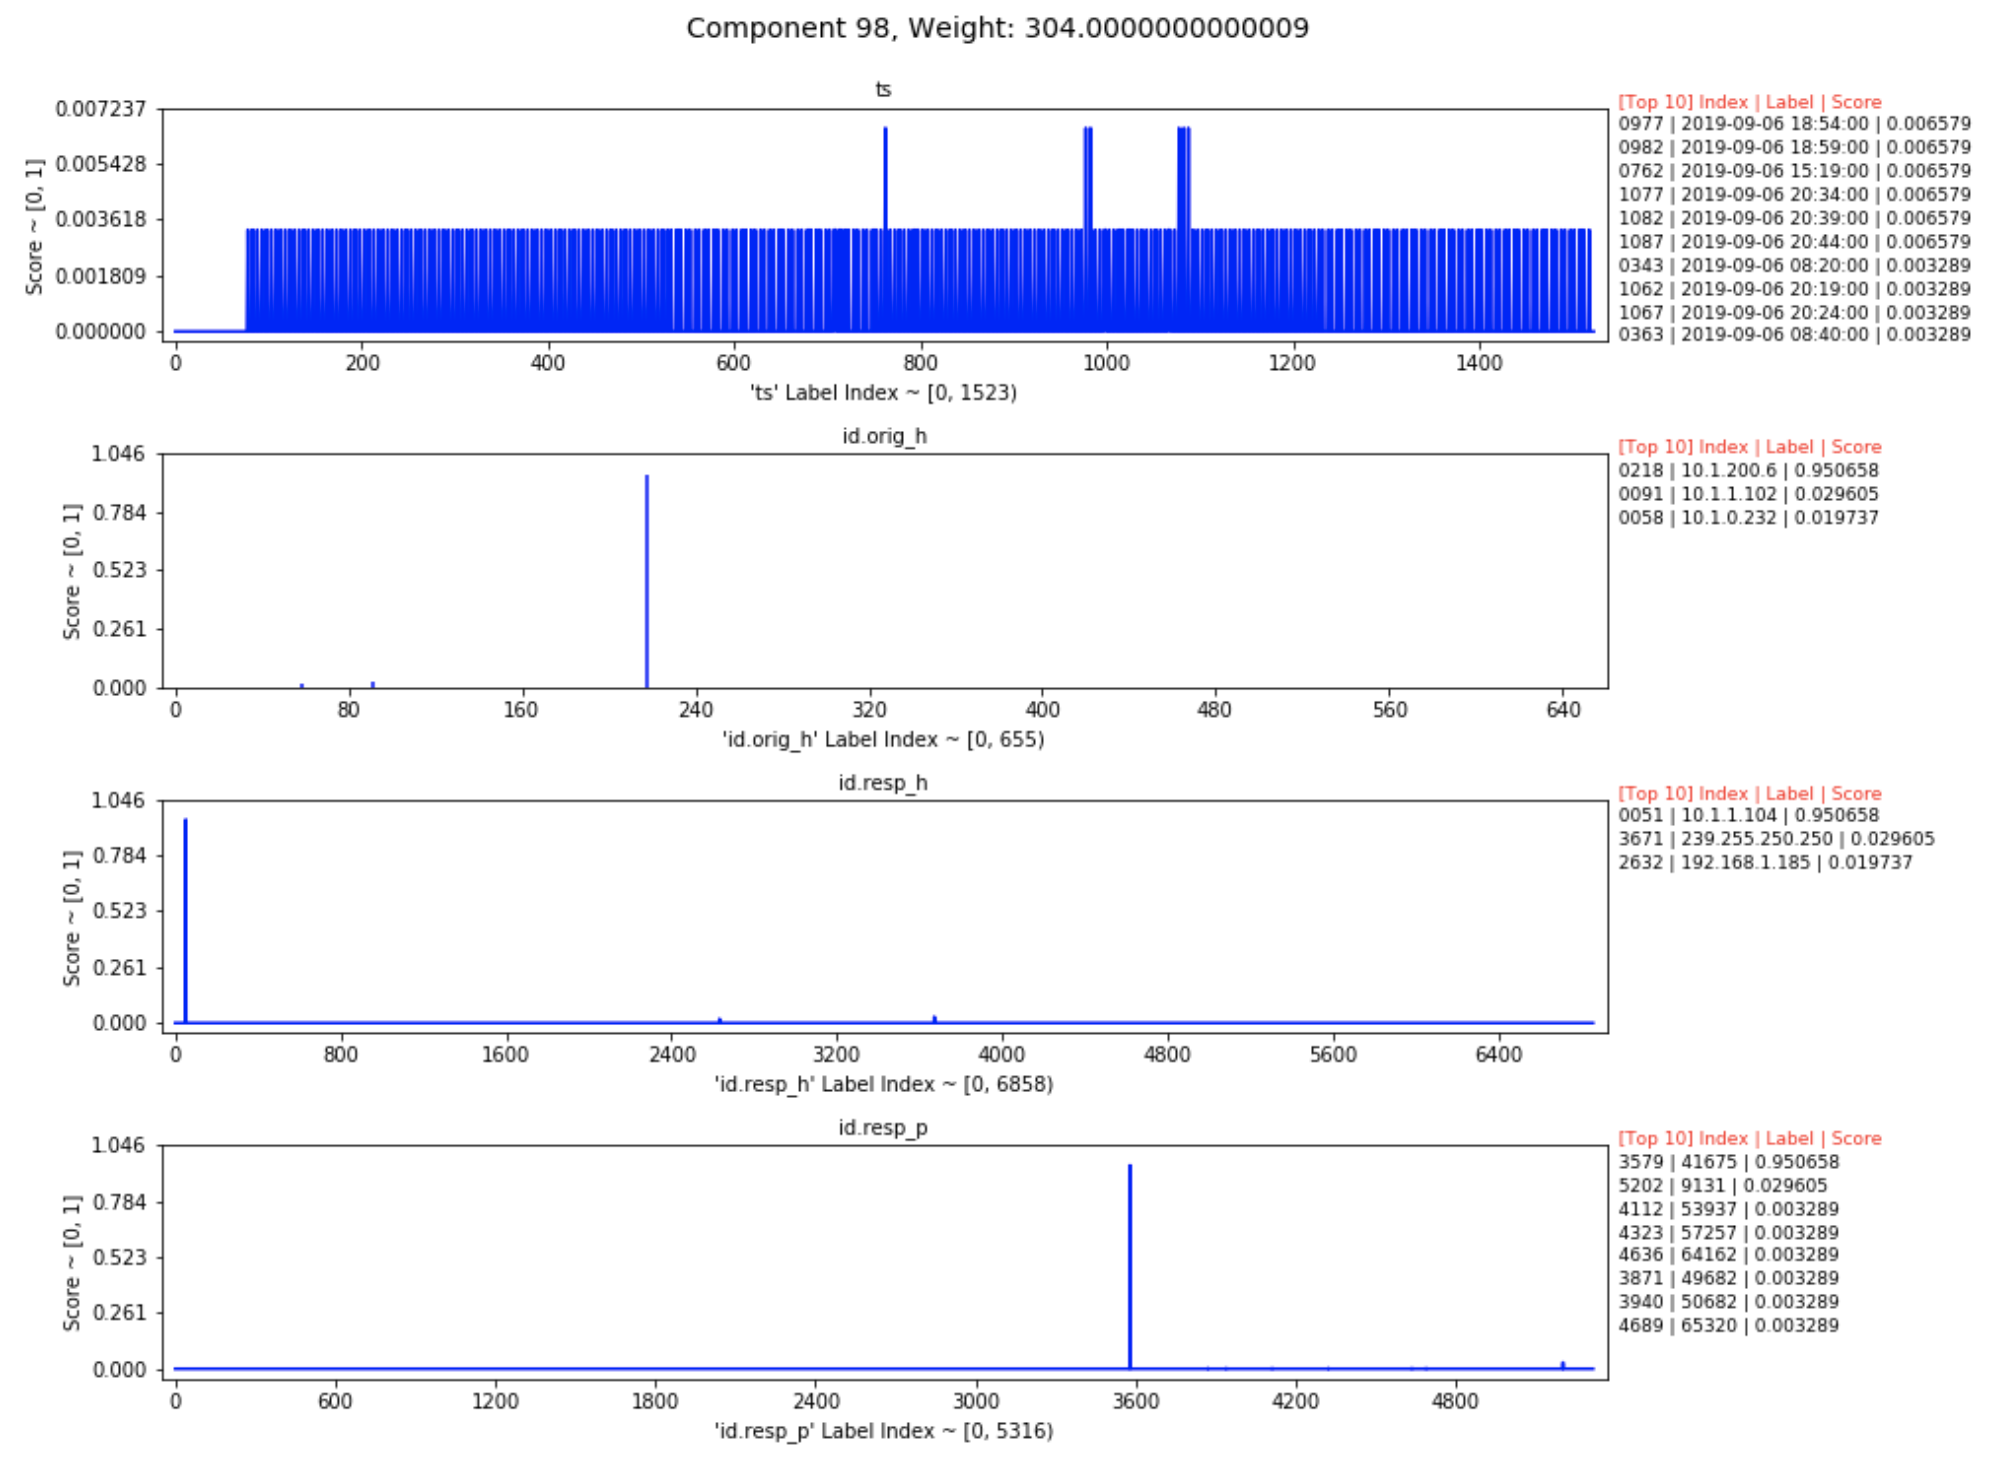 Component 98, Weight: 304.0000000000009
ts
Score ~ [0, 1]
0.007237
0.005428
0.003618
0.001809
0.000000
0 200 400 600 800 1000 1200 1400
'ts' Label Index ~ [0, 1523)
[Top 10] Index | Label | Score
0977 | 2019-09-06 18:54:00 | 0.006579
0982 | 2019-09-06 18:59:00 | 0.006579
0762 | 2019-09-06 15:19:00 | 0.006579
1077 | 2019-09-06 20:34:00 | 0.006579
1082 | 2019-09-06 20:39:00 | 0.006579
1087 | 2019-09-06 20:44:00 | 0.006579
0343 | 2019-09-06 08:20:00 | 0.003289
1062 | 2019-09-06 20:19:00 | 0.003289
1067 | 2019-09-06 20:24:00 | 0.003289
0363 | 2019-09-06 08:40:00 | 0.003289
id.orig_h
Score ~ [0, 1]
1.046
0.784
0.523
0.261
0.000
0 80 160 240 320 400 480 560 640
'id.orig_h' Label Index ~ [0, 655)
[Top 10] Index | Label | Score
0218 | 10.1.200.6 | 0.950658
0091 | 10.1.1.102 | 0.029605
0058 | 10.1.0.232 | 0.019737
id.resp_h
Score ~ [0, 1]
1.046
0.784
0.523
0.261
0.000
0 800 1600 2400 3200 4000 4800 5600 6400
'id.resp_h' Label Index ~ [0, 6858)
[Top 10] Index | Label | Score
0051 | 10.1.1.104 | 0.950658
3671 | 239.255.250.250 | 0.029605
2632 | 192.168.1.185 | 0.019737
id.resp_p
Score ~ [0, 1]
1.046
0.784
0.523
0.261
0.000
0 600 1200 1800 2400 3000 3600 4200 4800
'id.resp_p' Label Index ~ [0, 5316)
[Top 10] Index | Label | Score
3579 | 41675 | 0.950658
5202 | 9131 | 0.029605
4112 | 53937 | 0.003289
4323 | 57257 | 0.003289
4636 | 64162 | 0.003289
3871 | 49682 | 0.003289
3940 | 50682 | 0.003289
4689 | 65320 | 0.003289